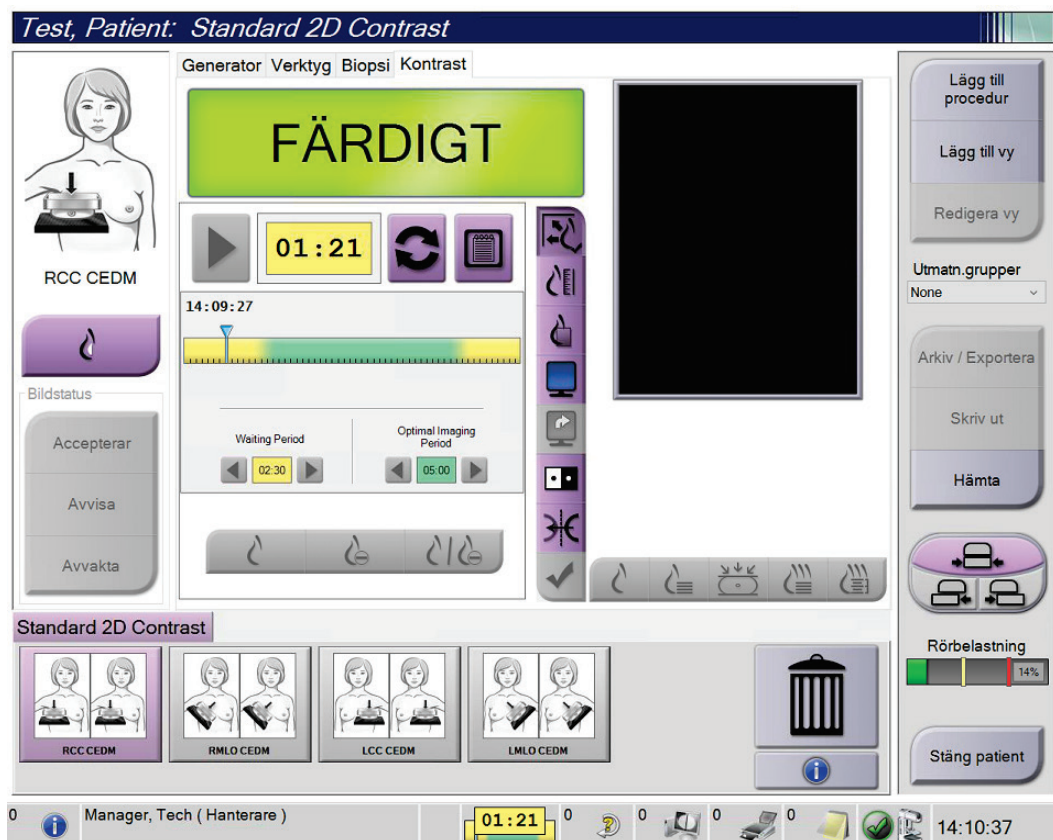 Test, Patient: Standard 2D Contrast
Generator Verktyg Biopsi Kontrast
FÄRDIGT
01:21
RCC CEDM
14:09:27
Waiting Period
02:30
Optimal Imaging
Period
05:00
Bildstatus
Accepterar
Avvisa
Avvakta
Lägg till
procedur
Lägg till vy
Redigera vy
Utmatn.grupper
None
Arkiv / Exportera
Skriv ut
Hämta
Rörbelastning
14%
Stäng patient
Standard 2D Contrast
RCC CEDM
RMLO CEDM
LCC CEDM
LMLO CEDM
0 Manager, Tech ( Hanterare ) 01:21 0 0 0 0 14:10:37